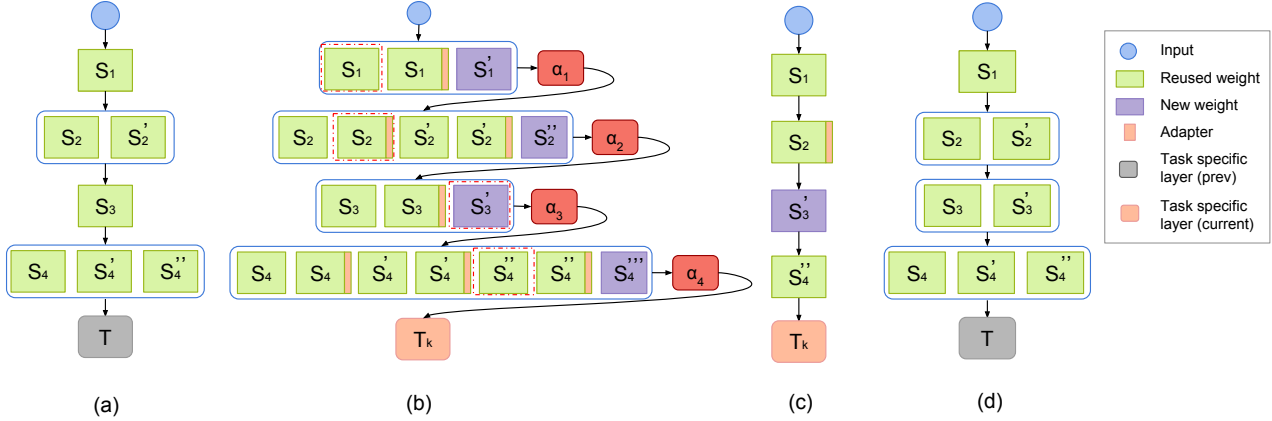 S1
S2 S2'
S3
S4 S4' S4''
T
(a)
S1 S1 S1' α1
S2 S2 S2' S2' S2'' α2
S3 S3 S3' α3
S4 S4 S4' S4' S4'' S4'' S4''' α4
Tk
(b)
S1
S2
S3'
S4''
Tk
(c)
S1
S2 S2'
S3 S3'
S4 S4' S4''
T
(d)
Input
Reused weight
New weight
Adapter
Task specific
layer (prev)
Task specific
layer (current)